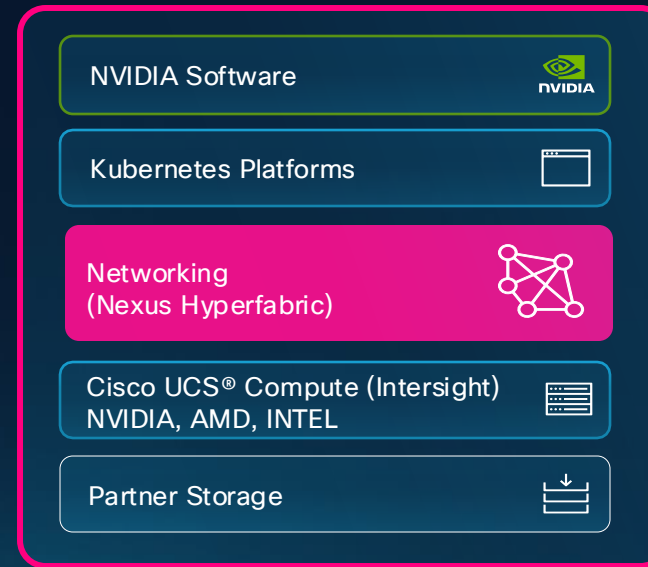 NVIDIA Software
NVIDIA
Kubernetes Platforms
Networking
(Nexus Hyperfabric)
Cisco UCS® Compute (Intersight)
NVIDIA, AMD, INTEL
Partner Storage